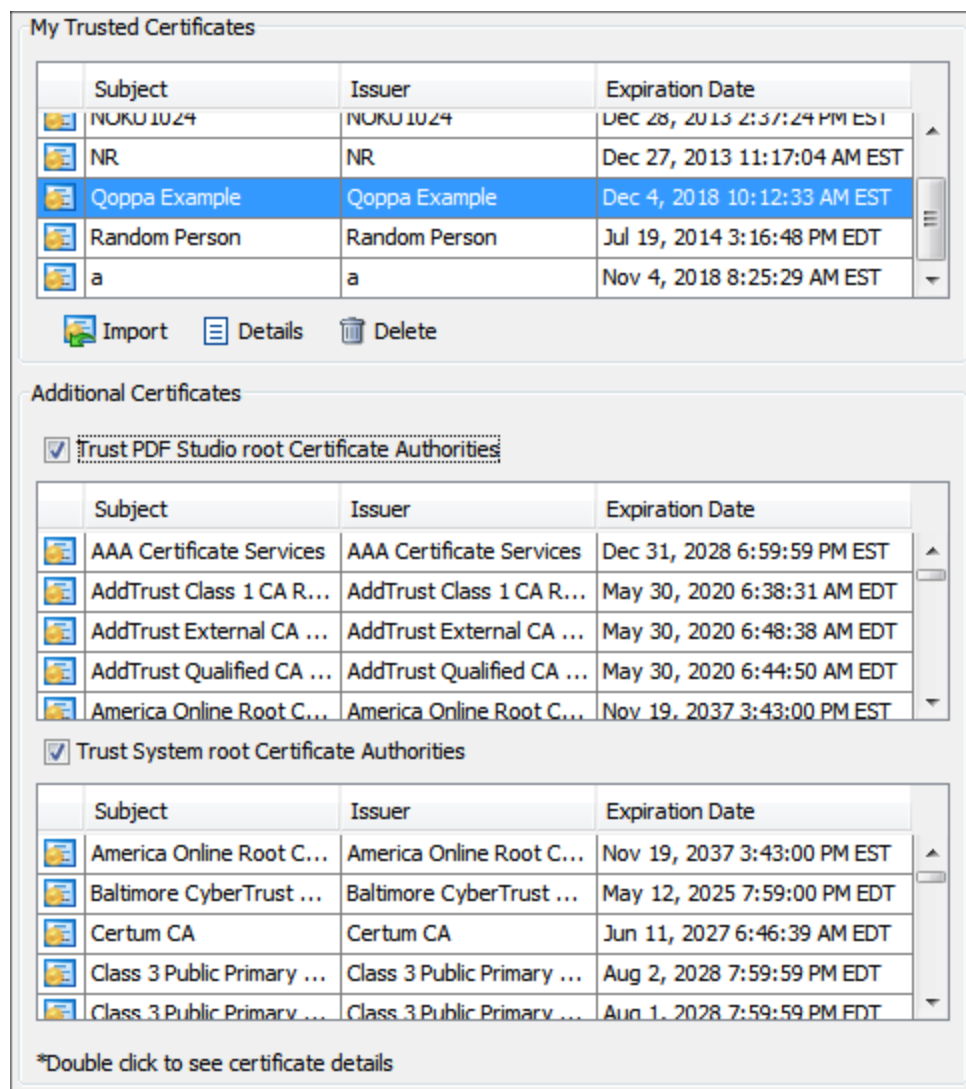 My Trusted Certificates
Subject Issuer Expiration Date
NOKU1024 NOKU1024 Dec 28, 2013 2:37:24 PM EST
NR NR Dec 27, 2013 11:17:04 AM EST
Qoppa Example Qoppa Example Dec 4, 2018 10:12:33 AM EST
Random Person Random Person Jul 19, 2014 3:16:48 PM EDT
a a Nov 4, 2018 8:25:29 AM EST
Import Details Delete
Additional Certificates
Trust PDF Studio root Certificate Authorities
Subject Issuer Expiration Date
AAA Certificate Services AAA Certificate Services Dec 31, 2028 6:59:59 PM EST
AddTrust Class 1 CA R... AddTrust Class 1 CA R... May 30, 2020 6:38:31 AM EDT
AddTrust External CA ... AddTrust External CA ... May 30, 2020 6:48:38 AM EDT
AddTrust Qualified CA ... AddTrust Qualified CA ... May 30, 2020 6:44:50 AM EDT
America Online Root C... America Online Root C... Nov 19, 2037 3:43:00 PM EST
Trust System root Certificate Authorities
Subject Issuer Expiration Date
America Online Root C... America Online Root C... Nov 19, 2037 3:43:00 PM EST
Baltimore CyberTrust ... Baltimore CyberTrust ... May 12, 2025 7:59:00 PM EDT
Certum CA Certum CA Jun 11, 2027 6:46:39 AM EDT
Class 3 Public Primary ... Class 3 Public Primary ... Aug 2, 2028 7:59:59 PM EDT
Class 3 Public Primary ... Class 3 Public Primary ... Aug 1, 2028 7:59:59 PM EDT
*Double click to see certificate details